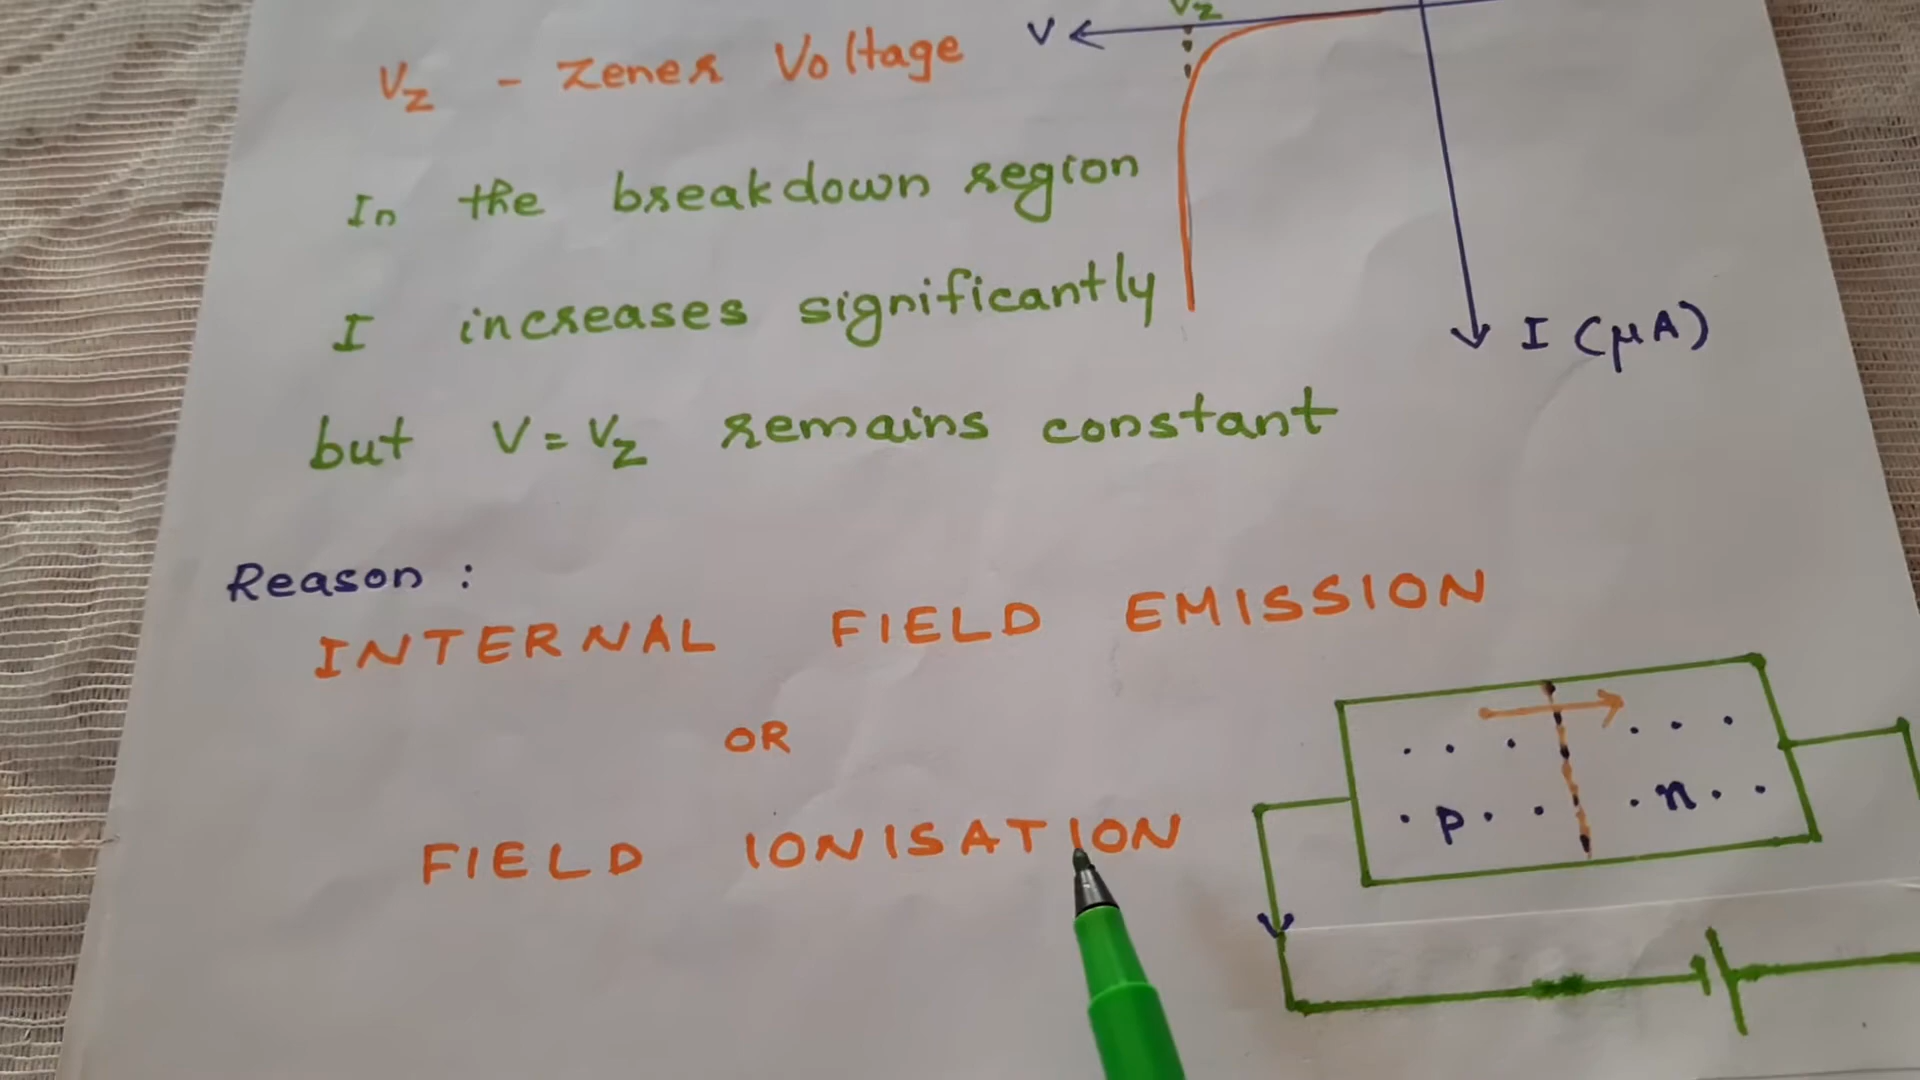 V
Vz
Vz - Zener Voltage
In the breakdown region
I increases significantly
I (μA)
but V = Vz remains constant
Reason :
INTERNAL FIELD EMISSION
OR
FIELD IONISATION
p
n